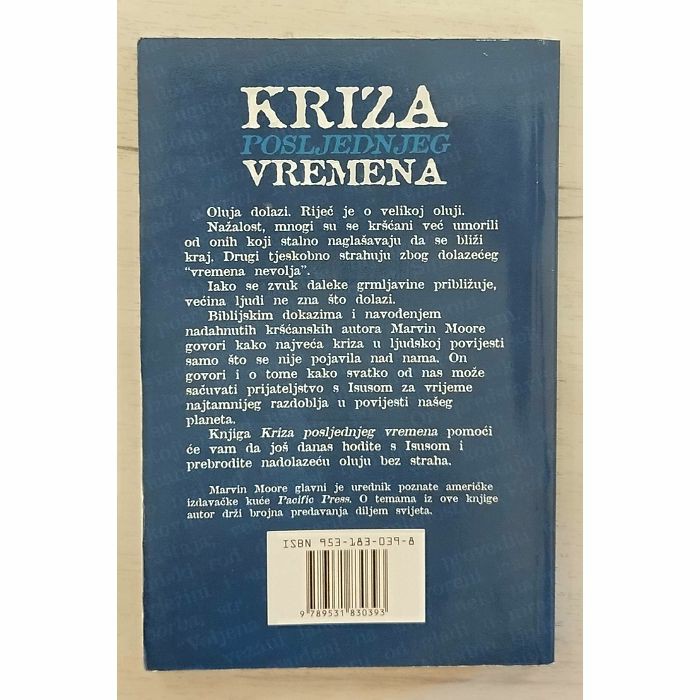 KRIZA
POSLJEDNJEG
VREMENA
Oluja dolazi. Riječ je o velikoj oluji.
Nažalost, mnogi su se kršćani već umorili
od onih koji stalno naglašavaju da se bliži
kraj. Drugi tjeskobno strahuju zbog dolazećeg
“vremena nevolja”.
Iako se zvuk daleke grmljavine približuje,
većina ljudi ne zna što dolazi.
Biblijskim dokazima i navođenjem
nadahnutih kršćanskih autora Marvin Moore
govori kako najveća kriza u ljudskoj povijesti
samo što se nije pojavila nad nama. On
govori i o tome kako svatko od nas može
sačuvati prijateljstvo s Isusom za vrijeme
najtamnijeg razdoblja u povijesti našeg
planeta.
Knjiga Kriza posljednjeg vremena pomoći
će vam da još danas hodite s Isusom i
prebrodite nadolazeću oluju bez straha.
Marvin Moore glavni je urednik poznate američke
izdavačke kuće Pacific Press. O temama iz ove knjige
autor drži brojna predavanja diljem svijeta.
ISBN 953-183-039-8
9 789531 830393